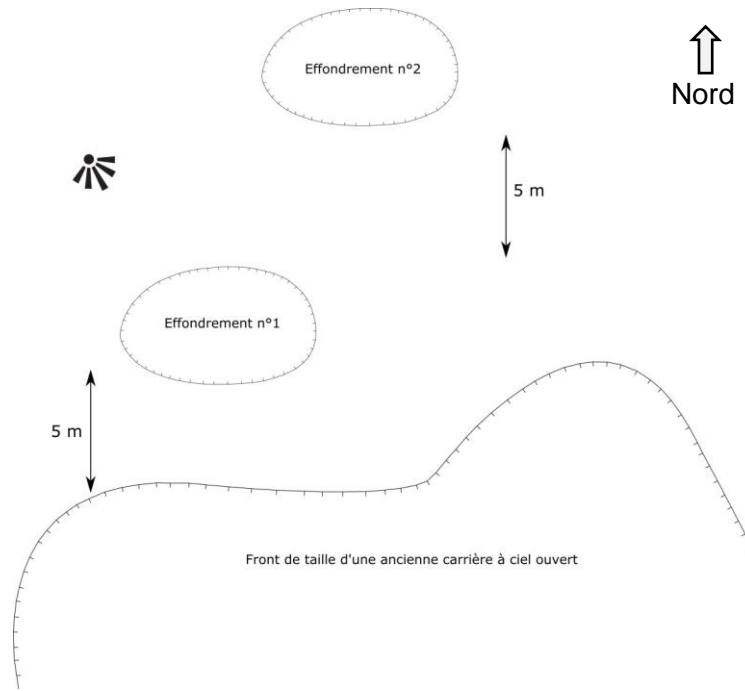 Effondrement n°2
Nord
5 m
Effondrement n°1
5 m
Front de taille d'une ancienne carrière à ciel ouvert